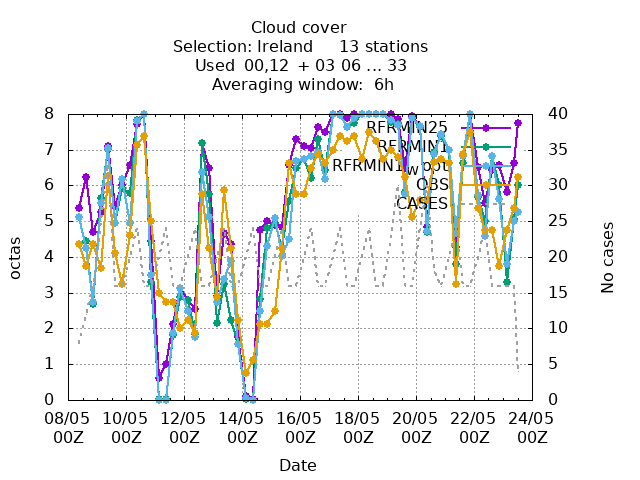 Cloud cover
Selection: Ireland 13 stations
Used 00,12 + 03 06 ... 33
Averaging window: 6h
octas
No cases
8
7
6
5
4
3
2
1
0
40
35
30
25
20
15
10
5
0
RFRMIN25
RFRMIN1
RFRMIN1w opt
OBS
CASES
08/05 10/05 12/05 14/05 16/05 18/05 20/05 22/05 24/05
00Z 00Z 00Z 00Z 00Z 00Z 00Z 00Z 00Z
Date